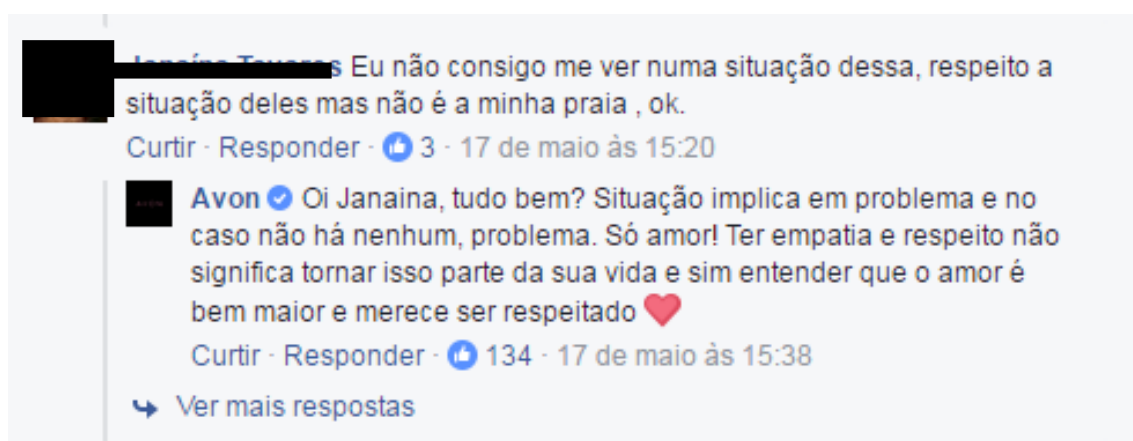 Eu não consigo me ver numa situação dessa, respeito a
situação deles mas não é a minha praia , ok.
Curtir · Responder · 3 · 17 de maio às 15:20
Avon Oi Janaina, tudo bem? Situação implica em problema e no
caso não há nenhum, problema. Só amor! Ter empatia e respeito não
significa tornar isso parte da sua vida e sim entender que o amor é
bem maior e merece ser respeitado
Curtir · Responder · 134 · 17 de maio às 15:38
Ver mais respostas